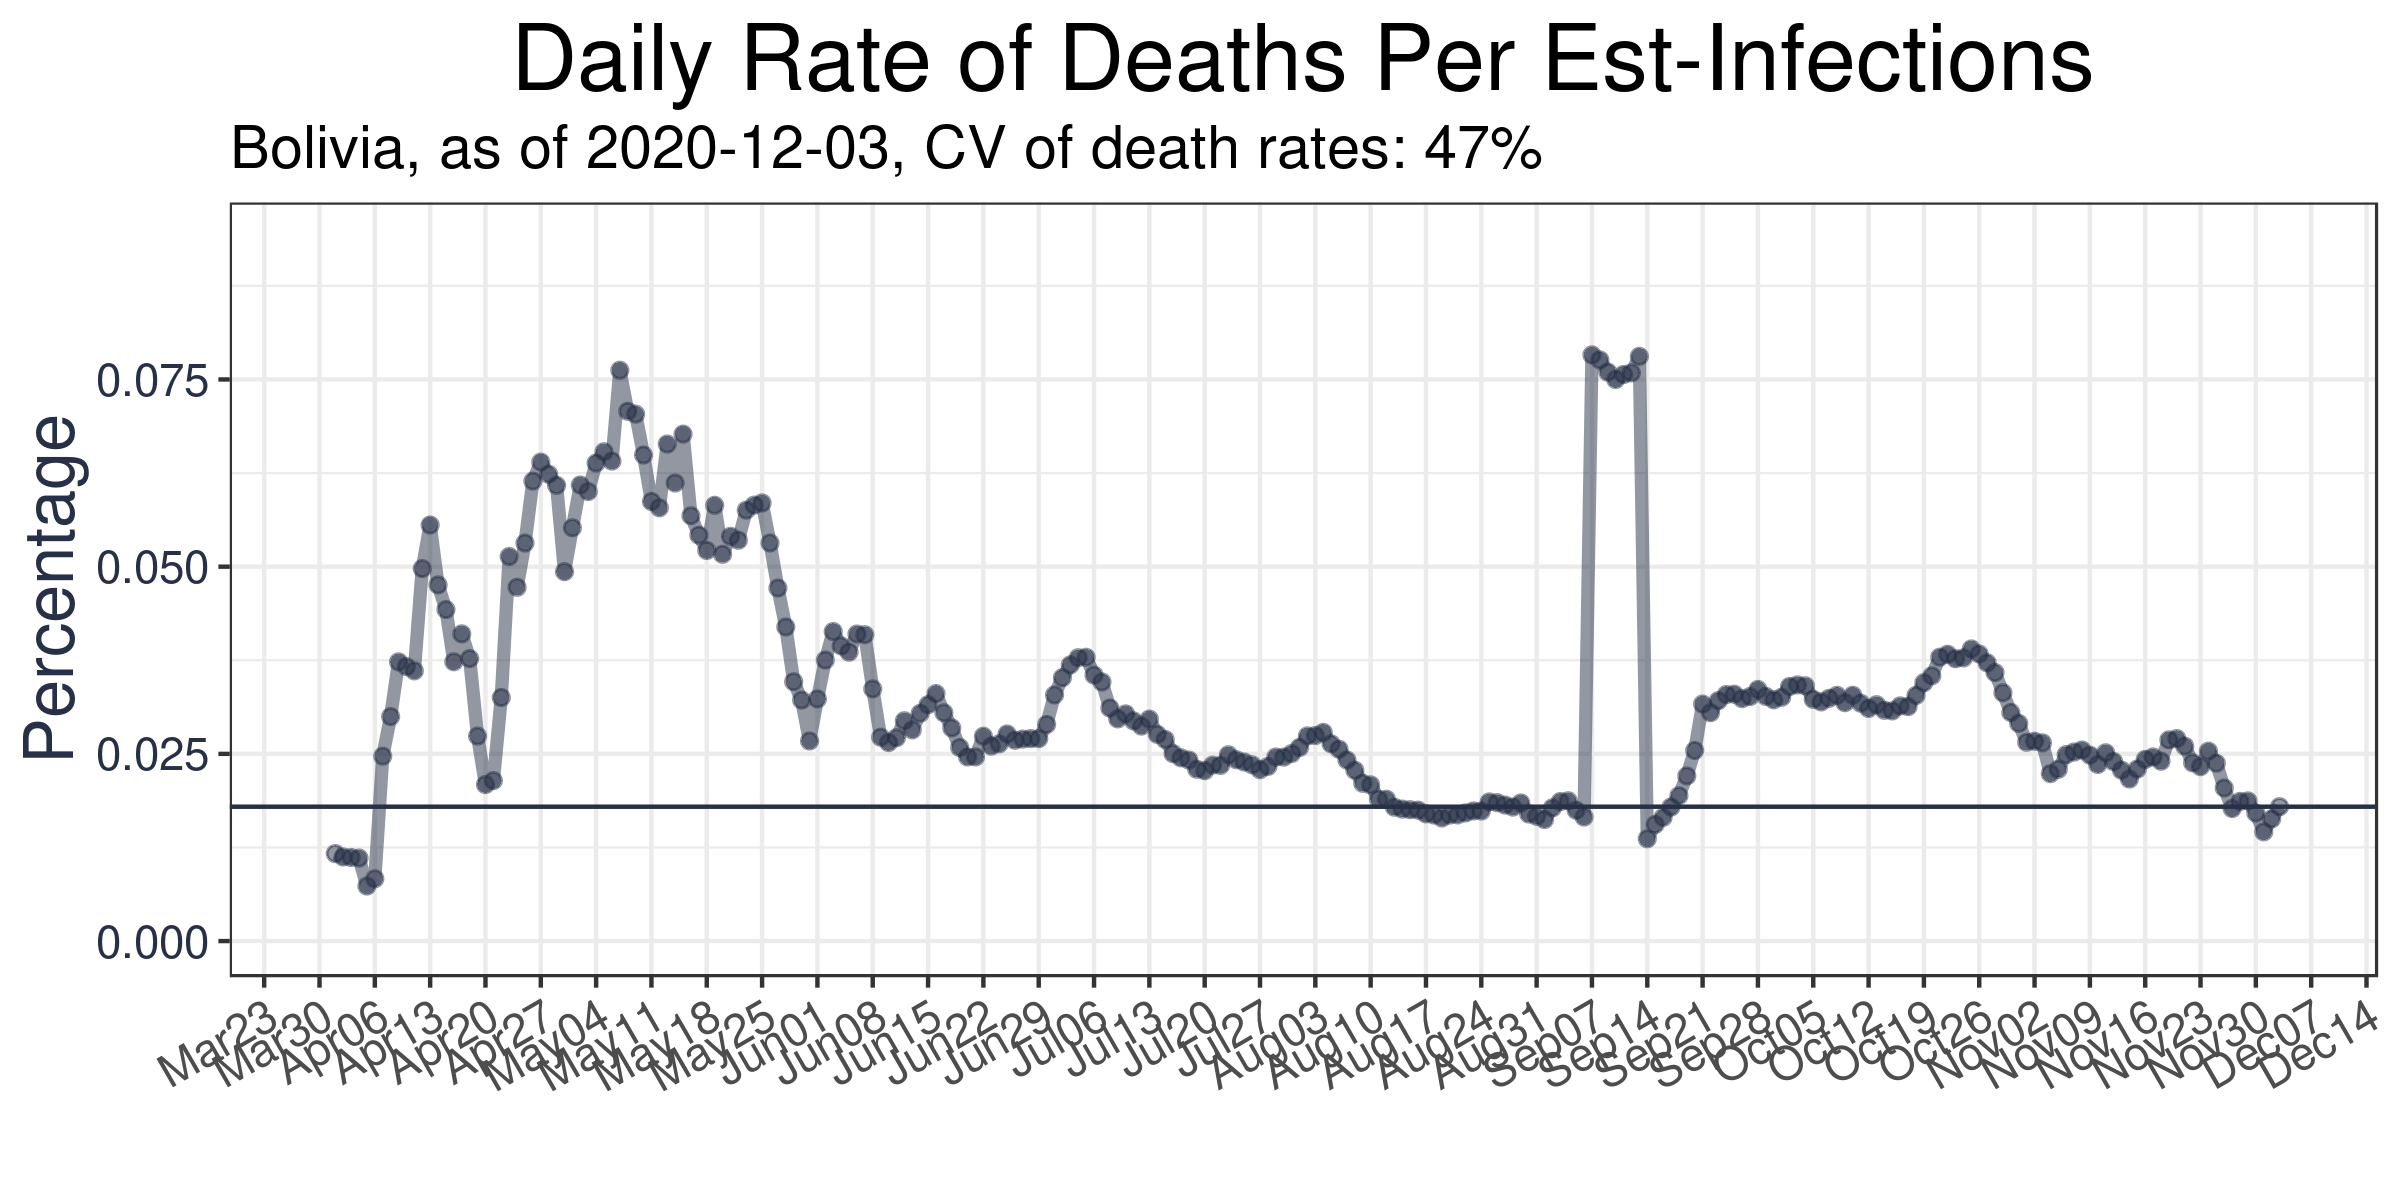 Daily Rate of Deaths Per Est-Infections
Bolivia, as of 2020-12-03, CV of death rates: 47%
Percentage
0.075
0.050
0.025
0.000
Mar23
Mar30
Apr06
Apr13
Apr20
Apr27
May04
May11
May18
May25
Jun01
Jun08
Jun15
Jun22
Jun29
Jul06
Jul13
Jul20
Jul27
Aug03
Aug10
Aug17
Aug24
Aug31
Sep07
Sep14
Sep21
Sep28
Oct05
Oct12
Oct19
Oct26
Nov02
Nov09
Nov16
Nov23
Nov30
Dec07
Dec14